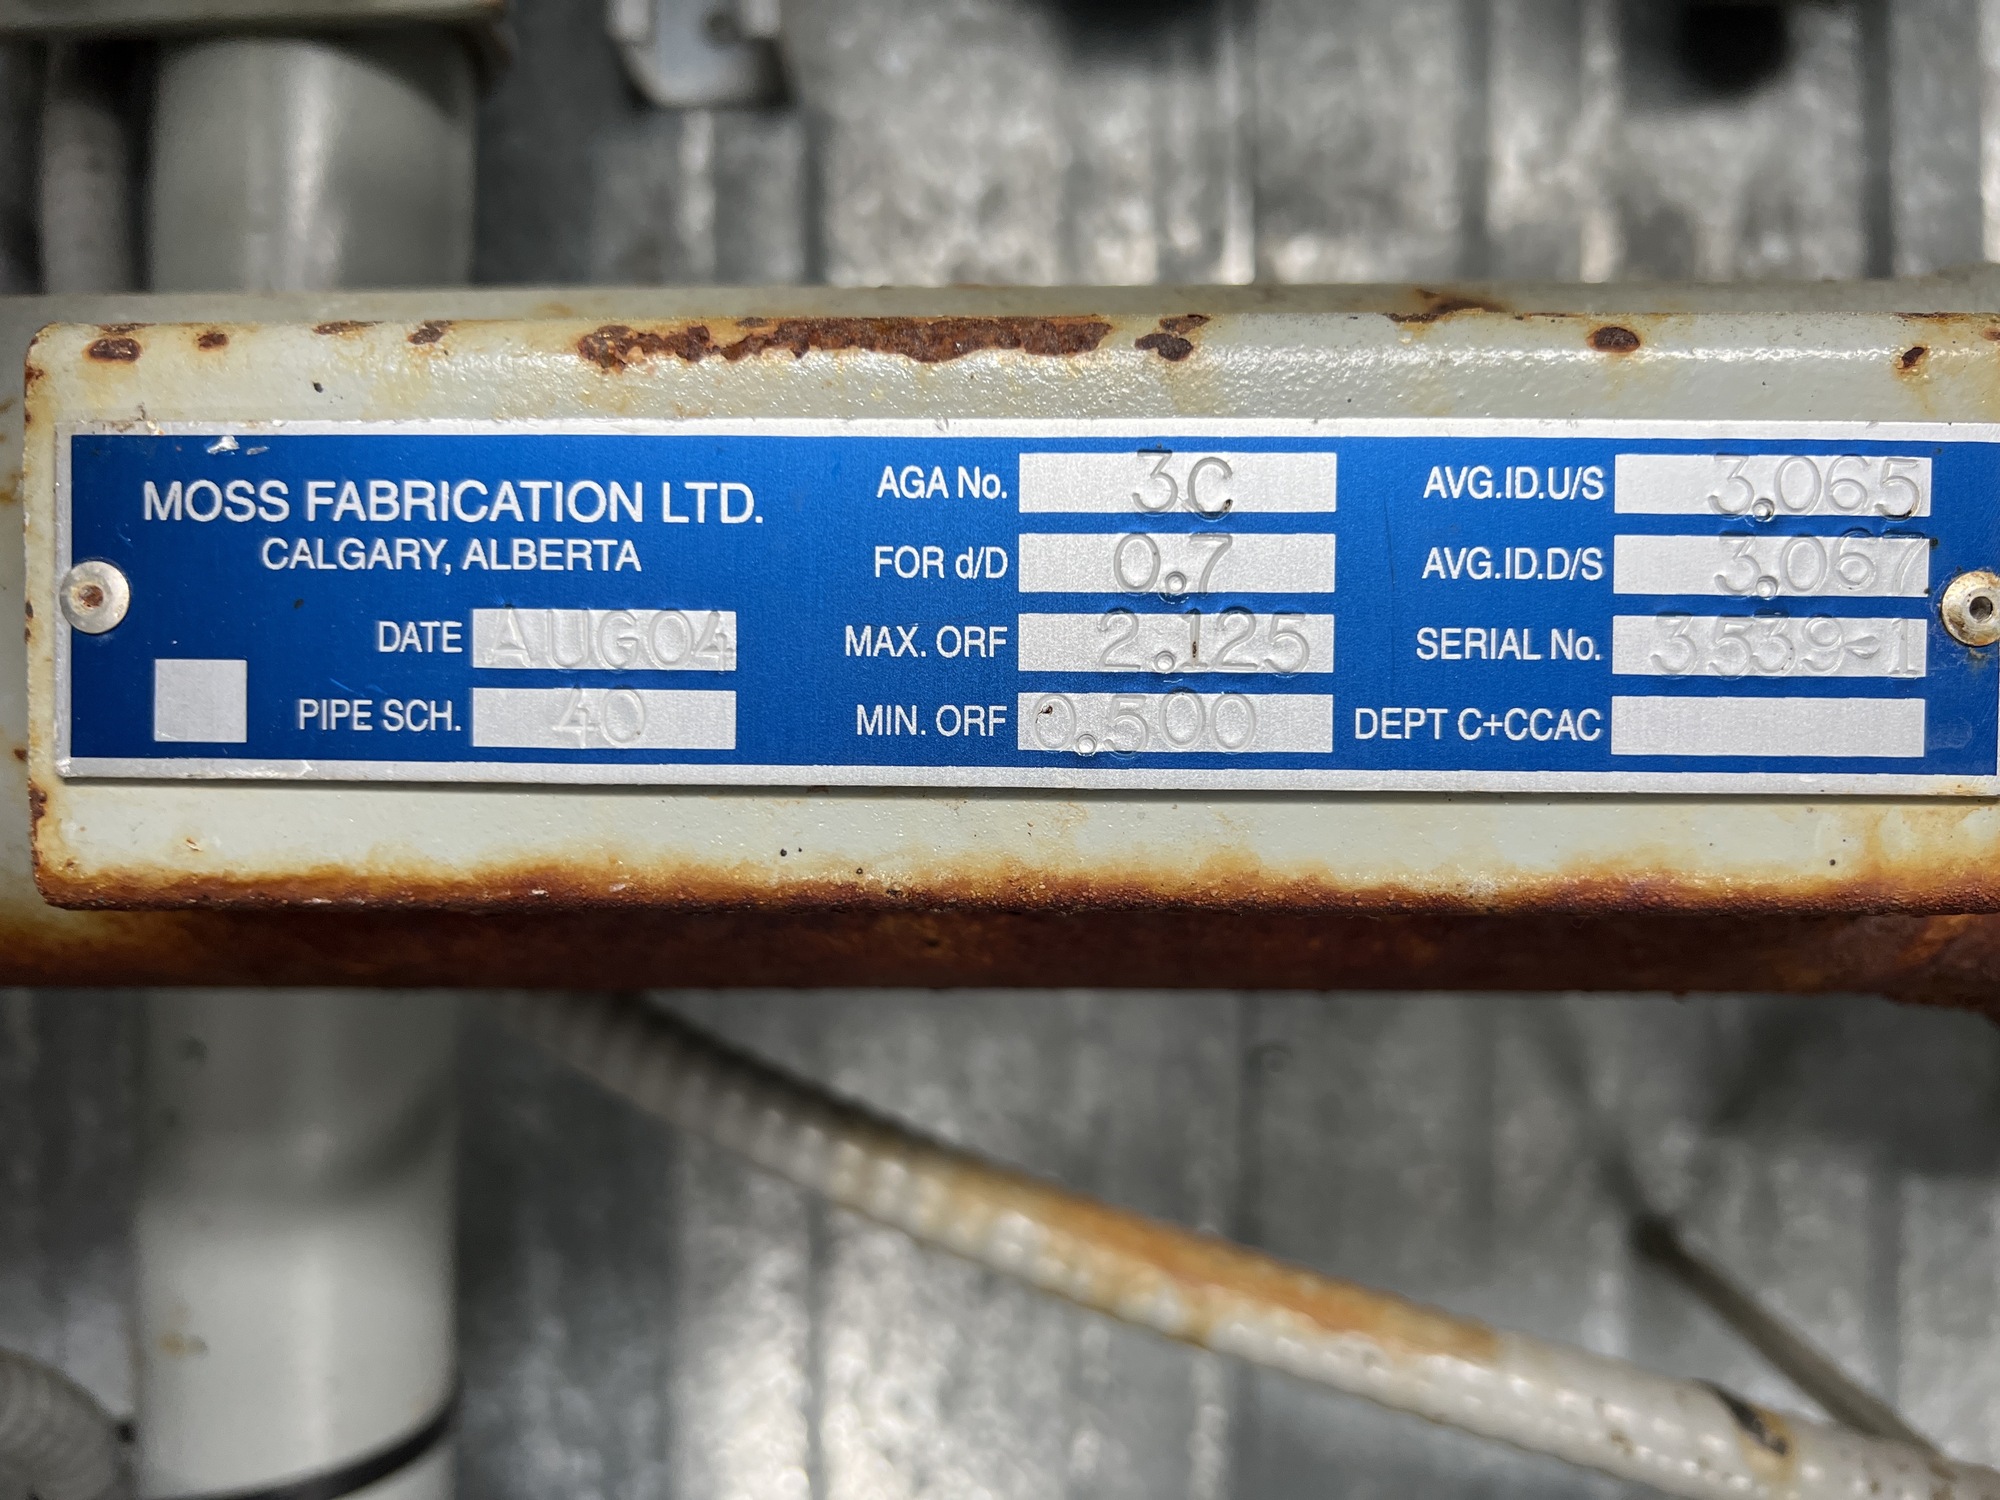 MOSS FABRICATION LTD.
CALGARY, ALBERTA
DATE AUG04
PIPE SCH. 40
AGA No. 3C
FOR d/D 0.7
MAX. ORF 2.125
MIN. ORF 0.500
AVG.ID.U/S 3.065
AVG.ID.D/S 3.067
SERIAL No. 3539-1
DEPT C+CCAC